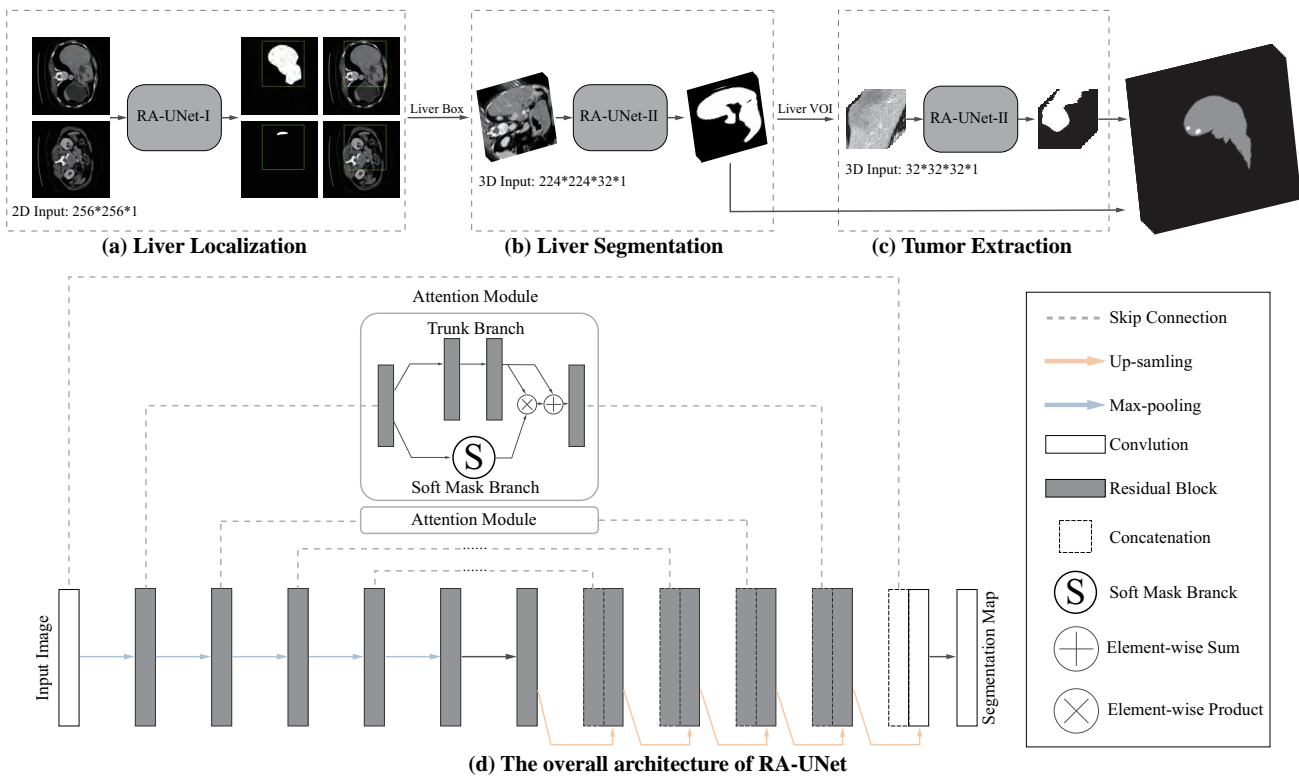 RA-UNet-I
2D Input: 256*256*1
(a) Liver Localization
Liver Box
RA-UNet-II
3D Input: 224*224*32*1
(b) Liver Segmentation
Liver VOI
RA-UNet-II
3D Input: 32*32*32*1
(c) Tumor Extraction
Attention Module
Trunk Branch
S
Soft Mask Branch
Attention Module
......
......
Input Image
Segmentation Map
(d) The overall architecture of RA-UNet
Skip Connection
Up-samling
Max-pooling
Convlution
Residual Block
Concatenation
S
Soft Mask Branck
Element-wise Sum
Element-wise Product